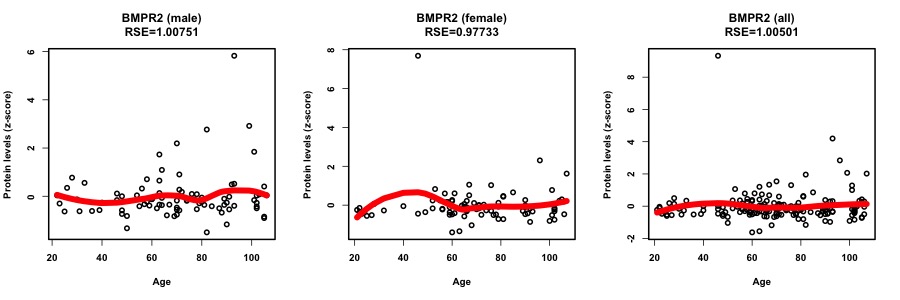 BMPR2 (male)
RSE=1.00751
Protein levels (z-score)
6
4
2
0
20 40 60 80 100
Age
BMPR2 (female)
RSE=0.97733
Protein levels (z-score)
8
6
4
2
0
20 40 60 80 100
Age
BMPR2 (all)
RSE=1.00501
Protein levels (z-score)
8
6
4
2
0
-2
20 40 60 80 100
Age